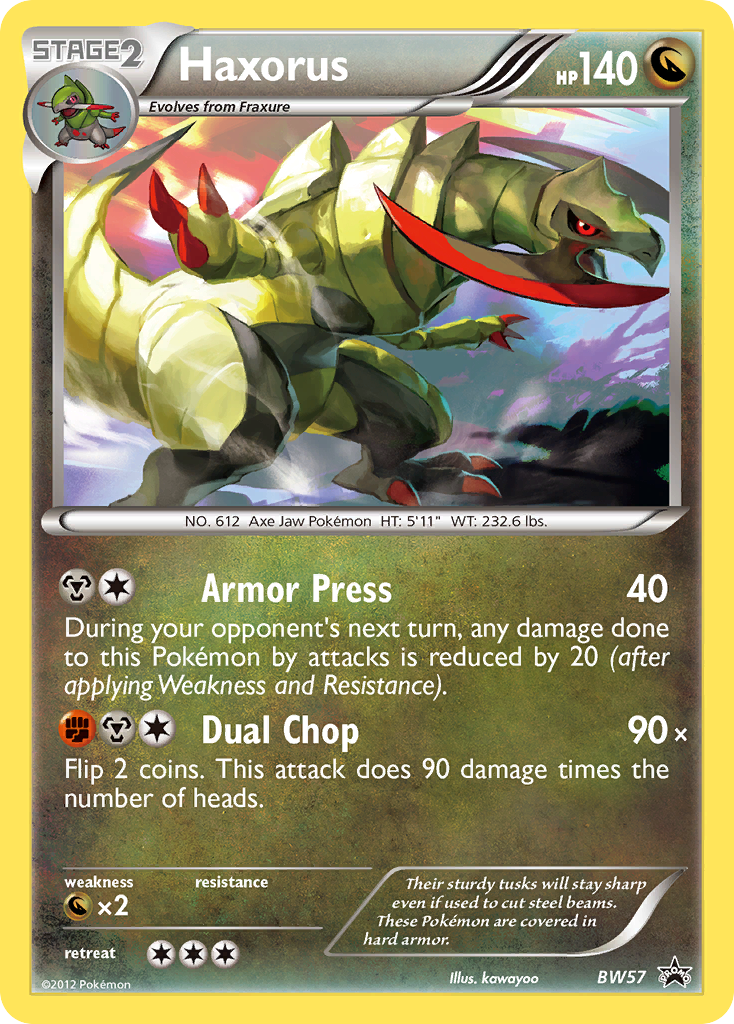 STAGE2
Haxorus
HP140
Evolves from Fraxure
NO. 612 Axe Jaw Pokémon HT: 5'11" WT: 232.6 lbs.
Armor Press 40
During your opponent's next turn, any damage done
to this Pokémon by attacks is reduced by 20 (after
applying Weakness and Resistance).
Dual Chop 90×
Flip 2 coins. This attack does 90 damage times the
number of heads.
weakness resistance
×2
retreat
Their sturdy tusks will stay sharp
even if used to cut steel beams.
These Pokémon are covered in
hard armor.
©2012 Pokémon
Illus. kawayoo
BW57
PROMO